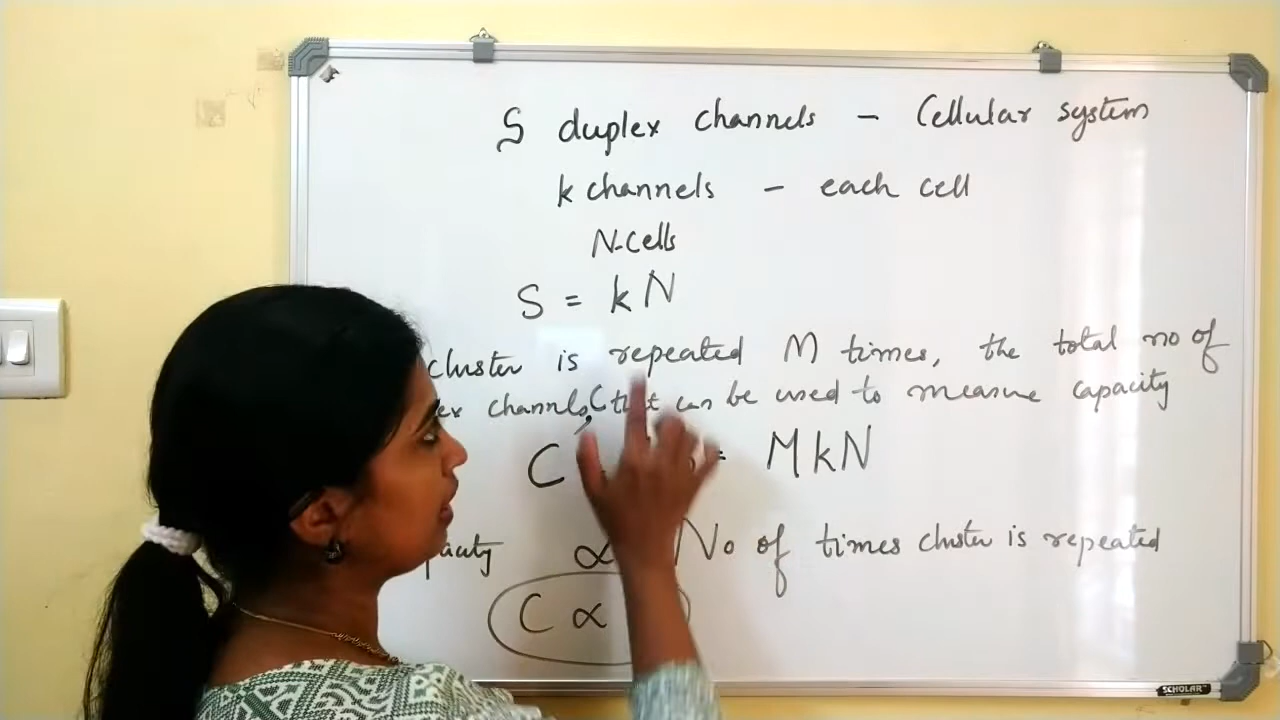 S duplex channels - Cellular system
k channels - each cell
N-cells
S = kN
cluster is repeated M times, the total no of
channels, C that can be used to measure capacity
C = MkN
∝ No of times cluster is repeated
C ∝
SCHOLAR